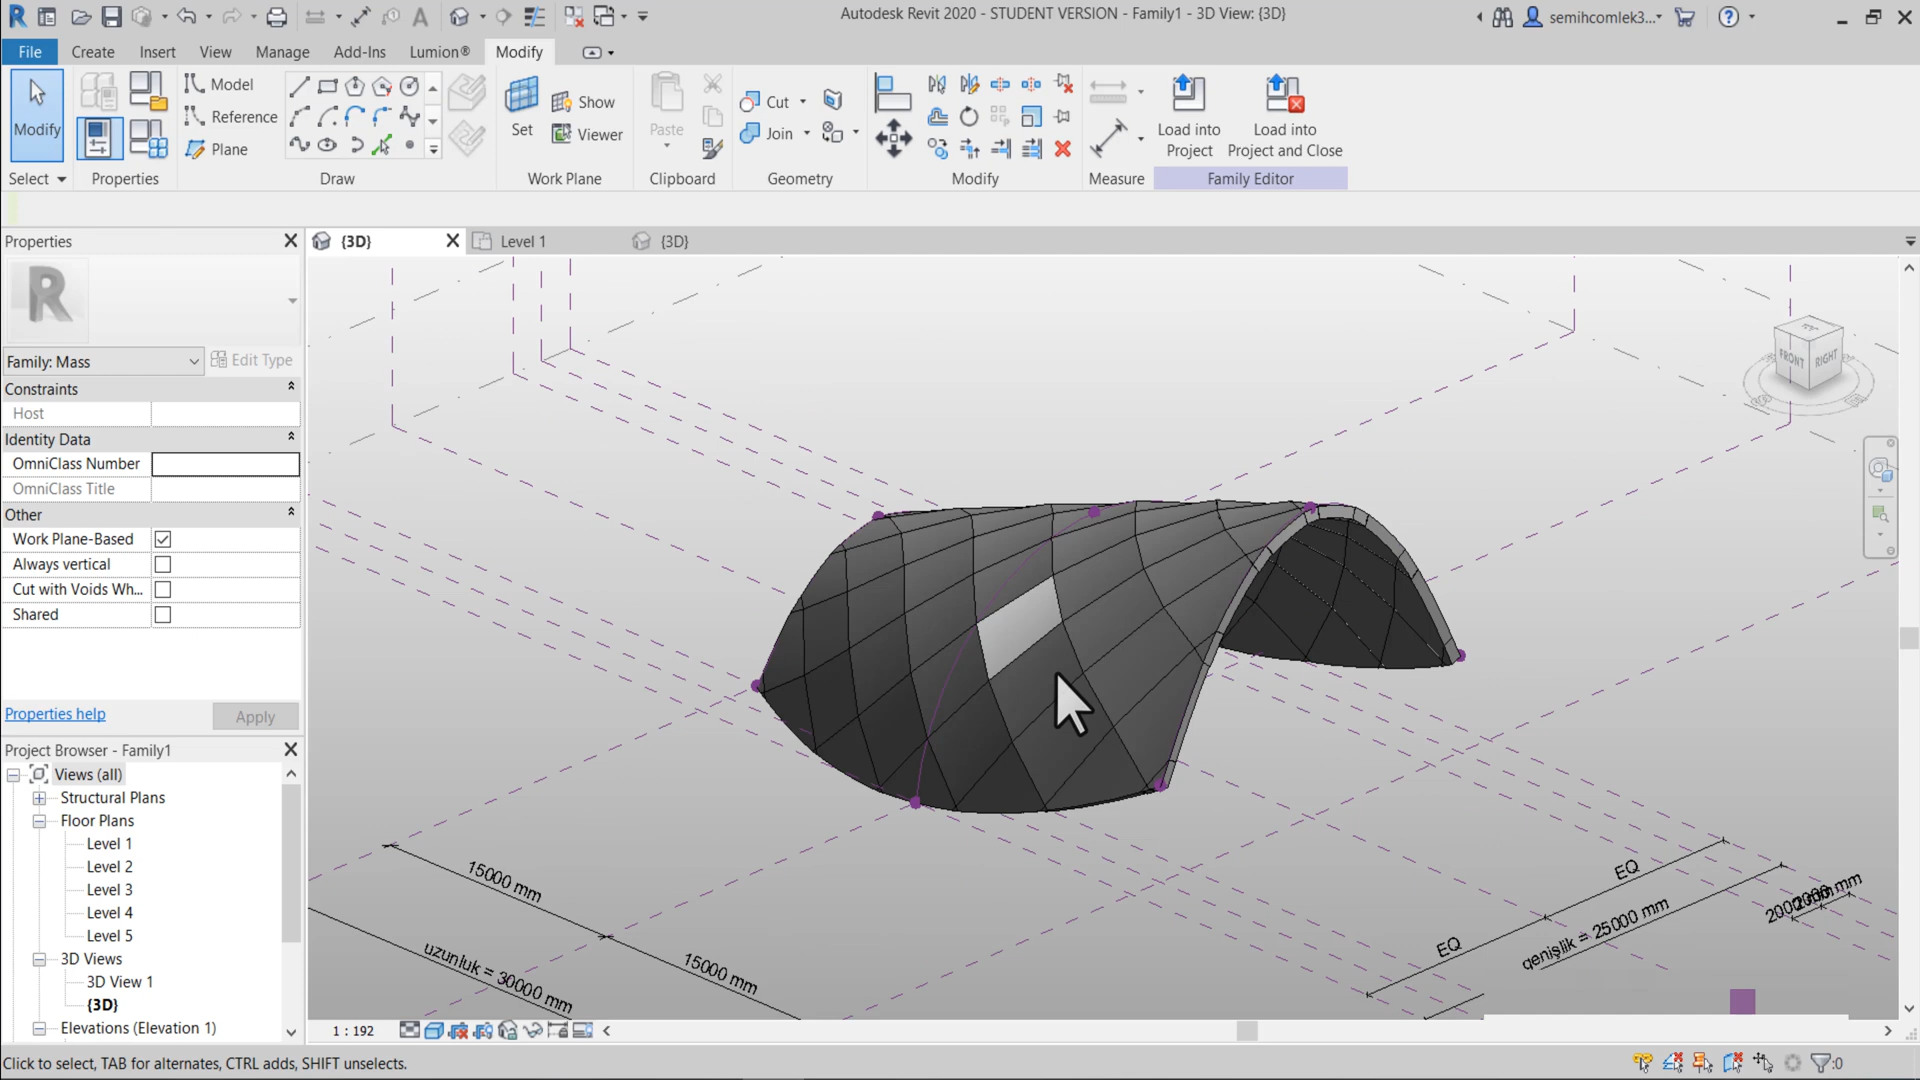 Autodesk Revit 2020 - STUDENT VERSION - Family1 - 3D View: {3D}
semihcomlek3...
File Create Insert View Manage Add-Ins Lumion® Modify
Modify
Model
Reference
Plane
Set
Show
Viewer
Paste
Cut
Join
Load into
Project
Load into
Project and Close
Select
Properties
Draw
Work Plane
Clipboard
Geometry
Modify
Measure
Family Editor
Properties
{3D}
Level 1
{3D}
Family: Mass
Edit Type
Constraints
Host
Identity Data
OmniClass Number
OmniClass Title
Other
Work Plane-Based
Always vertical
Cut with Voids Wh...
Shared
Properties help
Apply
Project Browser - Family1
Views (all)
Structural Plans
Floor Plans
Level 1
Level 2
Level 3
Level 4
Level 5
3D Views
3D View 1
{3D}
Elevations (Elevation 1)
FRONT
RIGHT
15000 mm
uzunluk = 30000 mm
15000 mm
EQ
EQ
genişlik = 25000 mm
1 : 192
Click to select, TAB for alternates, CTRL adds, SHIFT unselects.
:0